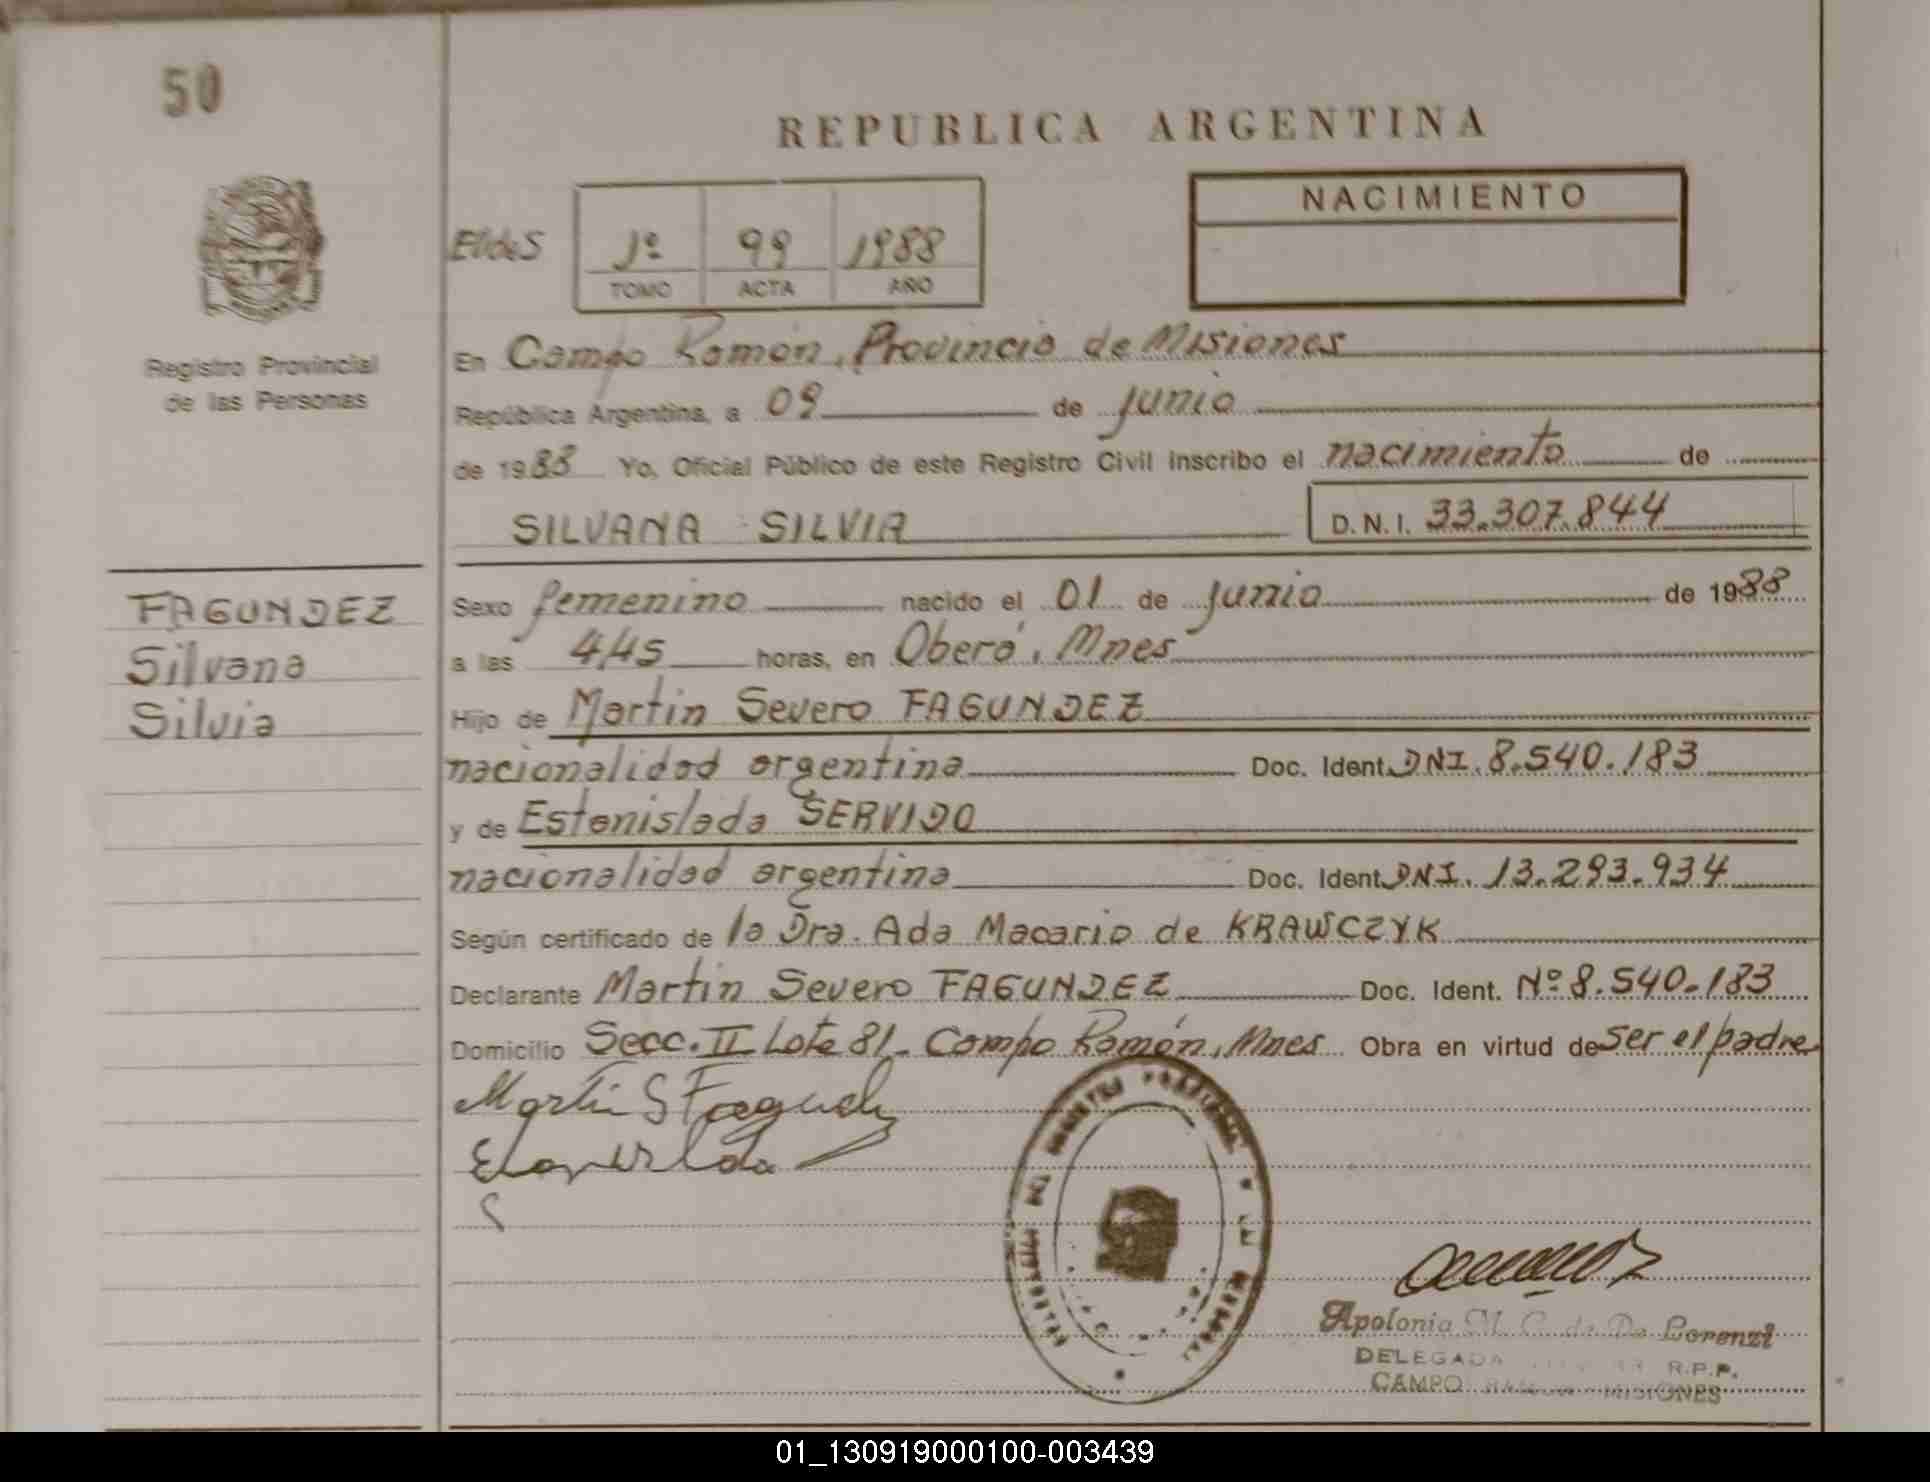 50
REPUBLICA ARGENTINA
NACIMIENTO
1º 99 1988
TOMO ACTA AÑO
Registro Provincial
de las Personas
En Campo Ramón, Provincia de Misiones
República Argentina, a 09 de junio
de 1988 Yo, Oficial Público de este Registro Civil inscribo el nacimiento de
SILVANA SILVIA D.N.I. 33.307.844
FAGUNDEZ
Silvana
Silvia
Sexo femenino nacido el 01 de junio de 1988
a las 4,45 horas, en Oberá, Mnes
Hijo de Martin Severo FAGUNDEZ
nacionalidad argentina Doc. Ident. DNI. 8.540.183
y de Estanislada SERVIDO
nacionalidad argentina Doc. Ident. DNI. 13.293.934
Según certificado de la Dra. Ada Macario de KRAWCZYK
Declarante Martin Severo FAGUNDEZ Doc. Ident. Nº 8.540.183
Domicilio Secc. II Lote 81- Campo Ramón, Mnes Obra en virtud de ser el padre
Martin S Fagundez
Apolonia M. C. de De Lorenzi
DELEGADA R.P.P.
CAMPO RAMON - MISIONES
01_130919000100-003439